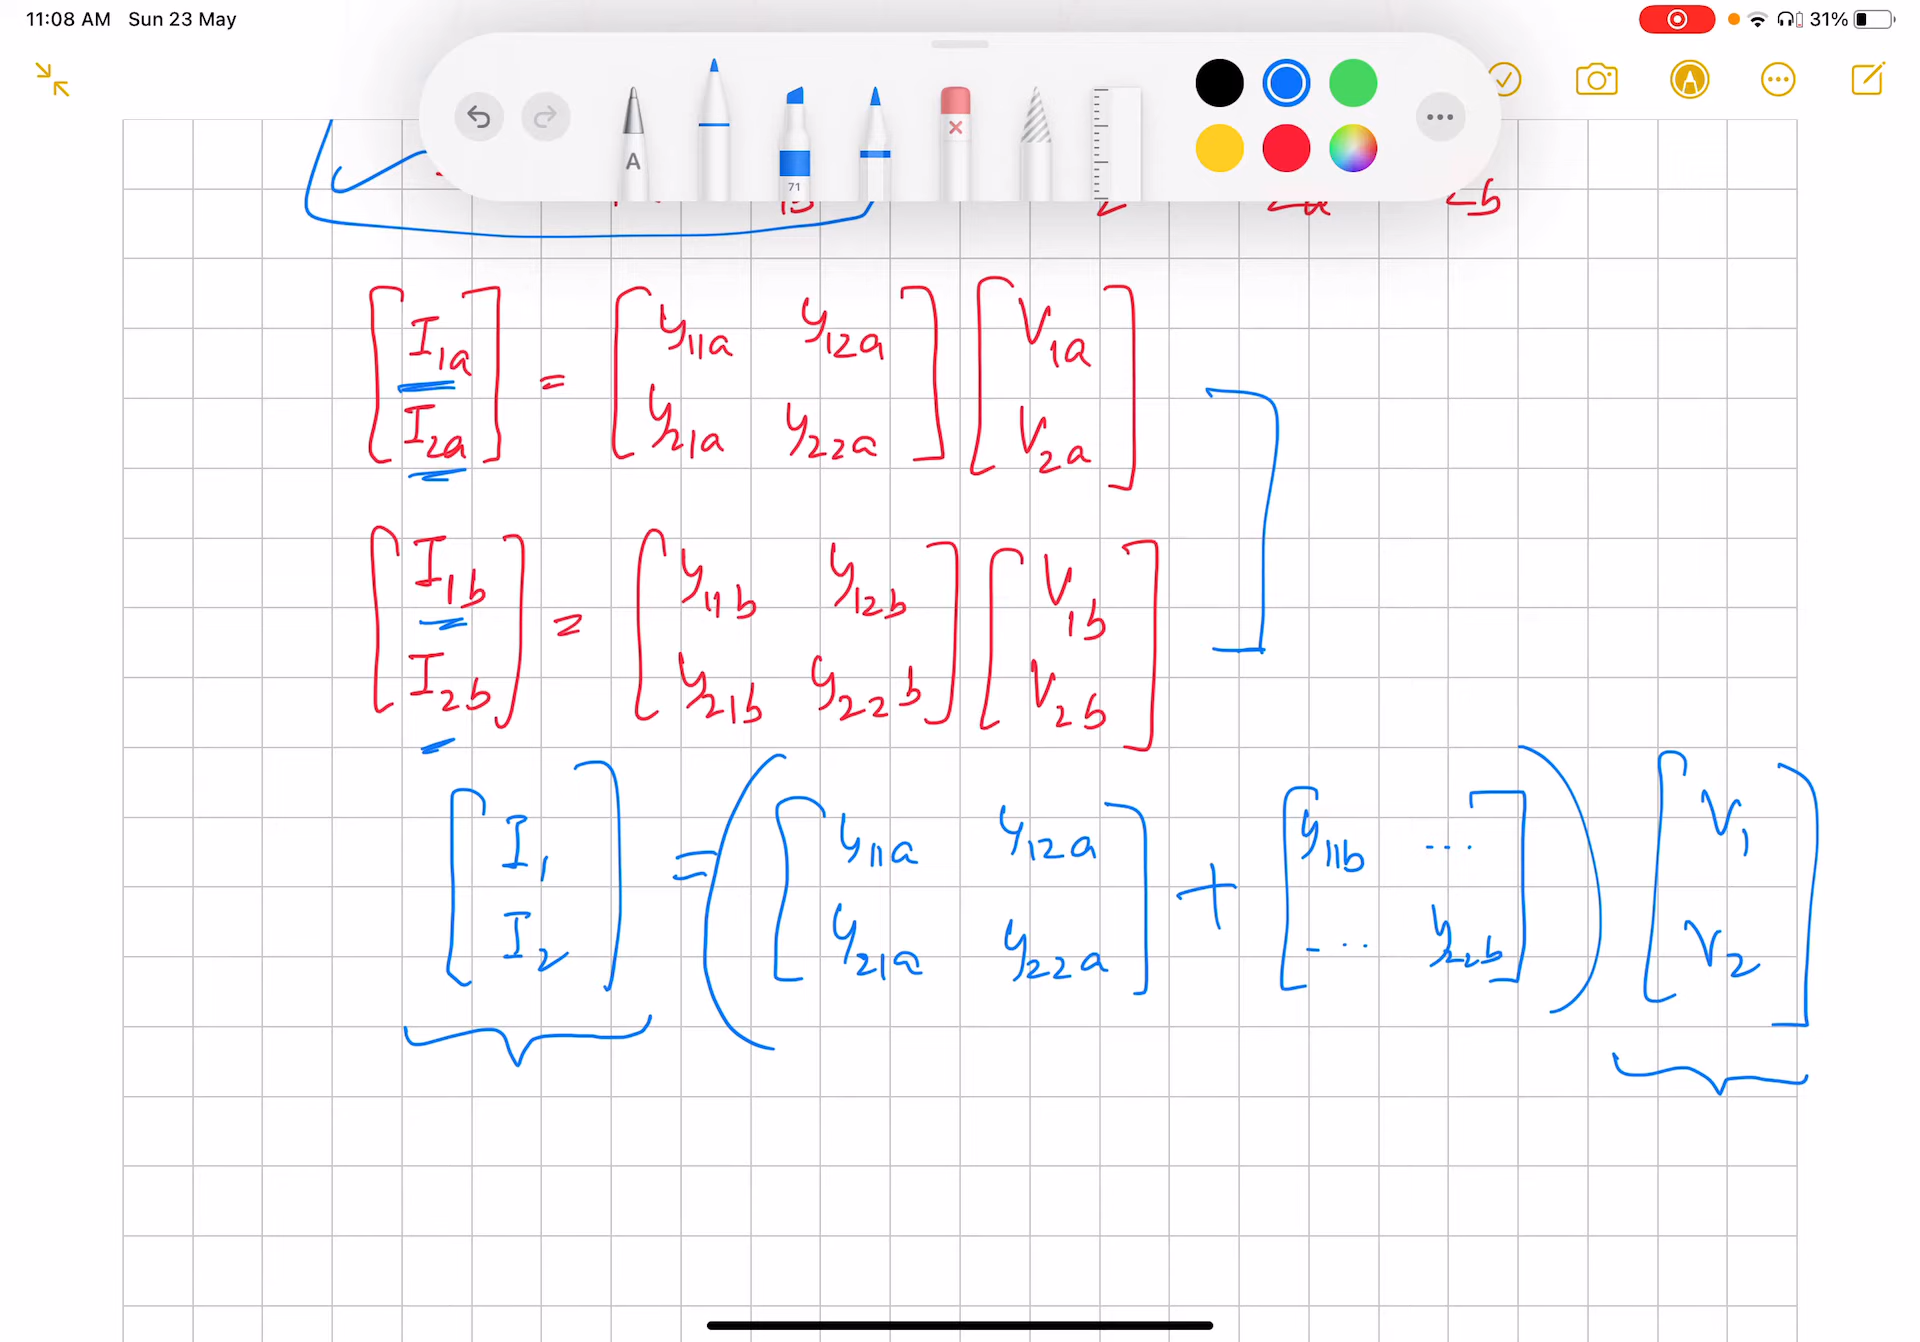 11:08 AM Sun 23 May 31%
A 71
[I1a I2a] = [y11a y12a y21a y22a] [V1a V2a]
[I1b I2b] = [y11b y12b y21b y22b] [V1b V2b]
[I1 I2] = ([y11a y12a y21a y22a] + [y11b ... ... y22b]) [V1 V2]